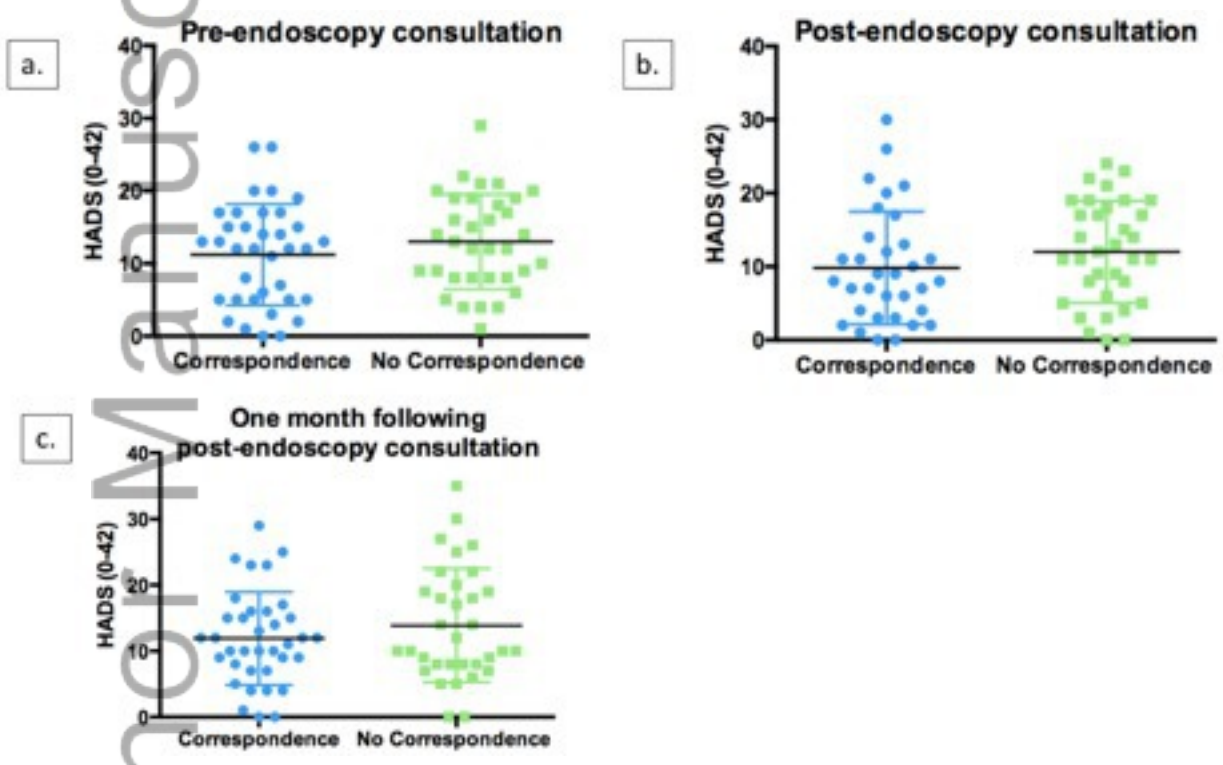 a.
Pre-endoscopy consultation
HADS (0-42)
40
30
20
10
0
Correspondence No Correspondence
b.
Post-endoscopy consultation
HADS (0-42)
40
30
20
10
0
Correspondence No Correspondence
c.
One month following
post-endoscopy consultation
HADS (0-42)
40
30
20
10
0
Correspondence No Correspondence
or Manusc